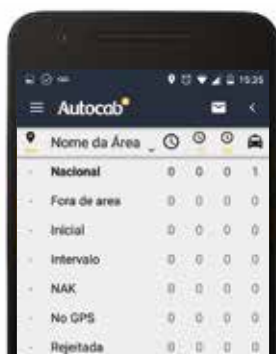 15:35
Autocab
Nome da Área
Nacional 0 0 0 1
Fora de area 0 0 0 0
Inicial 0 0 0 0
Intervalo 0 0 0 0
NAK 0 0 0 0
No GPS 0 0 0 0
Rejeitada 0 0 0 0